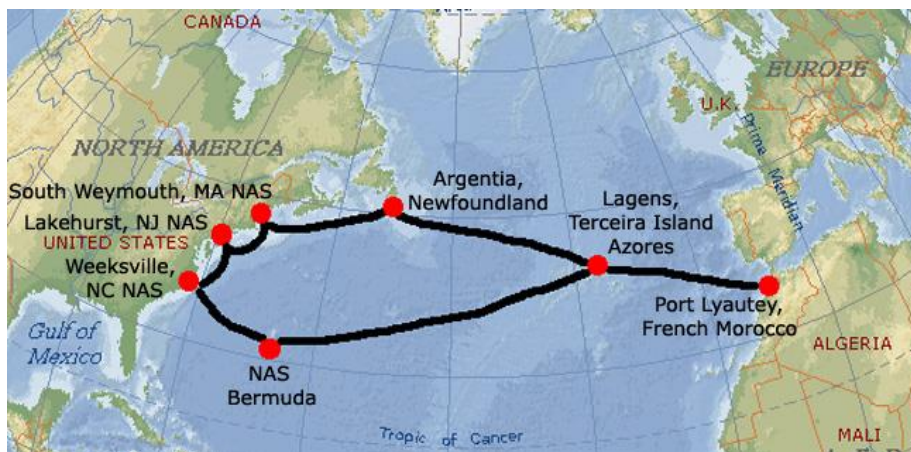 CANADA
EUROPE
U.K.
Prime Meridian
NORTH AMERICA
South Weymouth, MA NAS
Argentia,
Newfoundland
Lagens,
Terceira Island
Azores
Lakehurst, NJ NAS
UNITED STATES
Weeksville,
NC NAS
Port Lyautey,
French Morocco
Gulf of
Mexico
ALGERIA
NAS
Bermuda
Tropic of Cancer
MALI